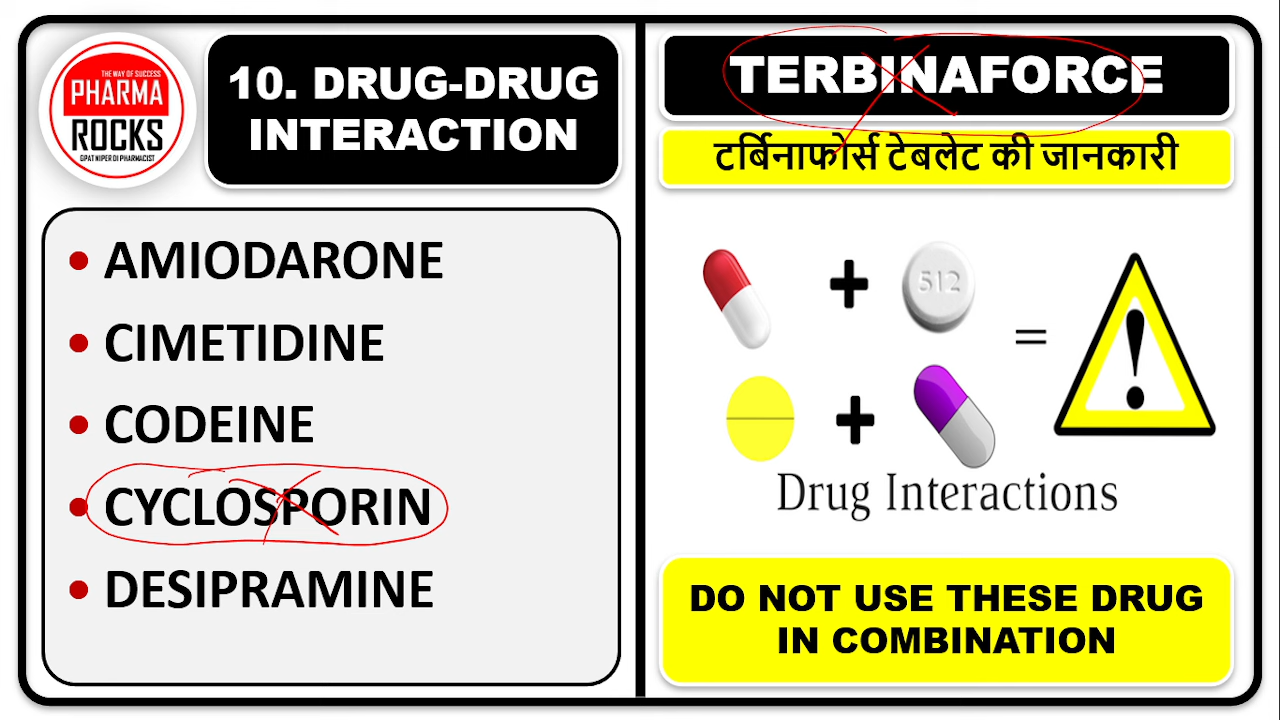 THE WAY OF SUCCESS
PHARMA
ROCKS
GPAT NIPER DI PHARMACIST
10. DRUG-DRUG
INTERACTION
• AMIODARONE
• CIMETIDINE
• CODEINE
• CYCLOSPORIN
• DESIPRAMINE
TERBINAFORCE
टर्बिनाफोर्स टेबलेट की जानकारी
+ 512
=
!
+
Drug Interactions
DO NOT USE THESE DRUG
IN COMBINATION